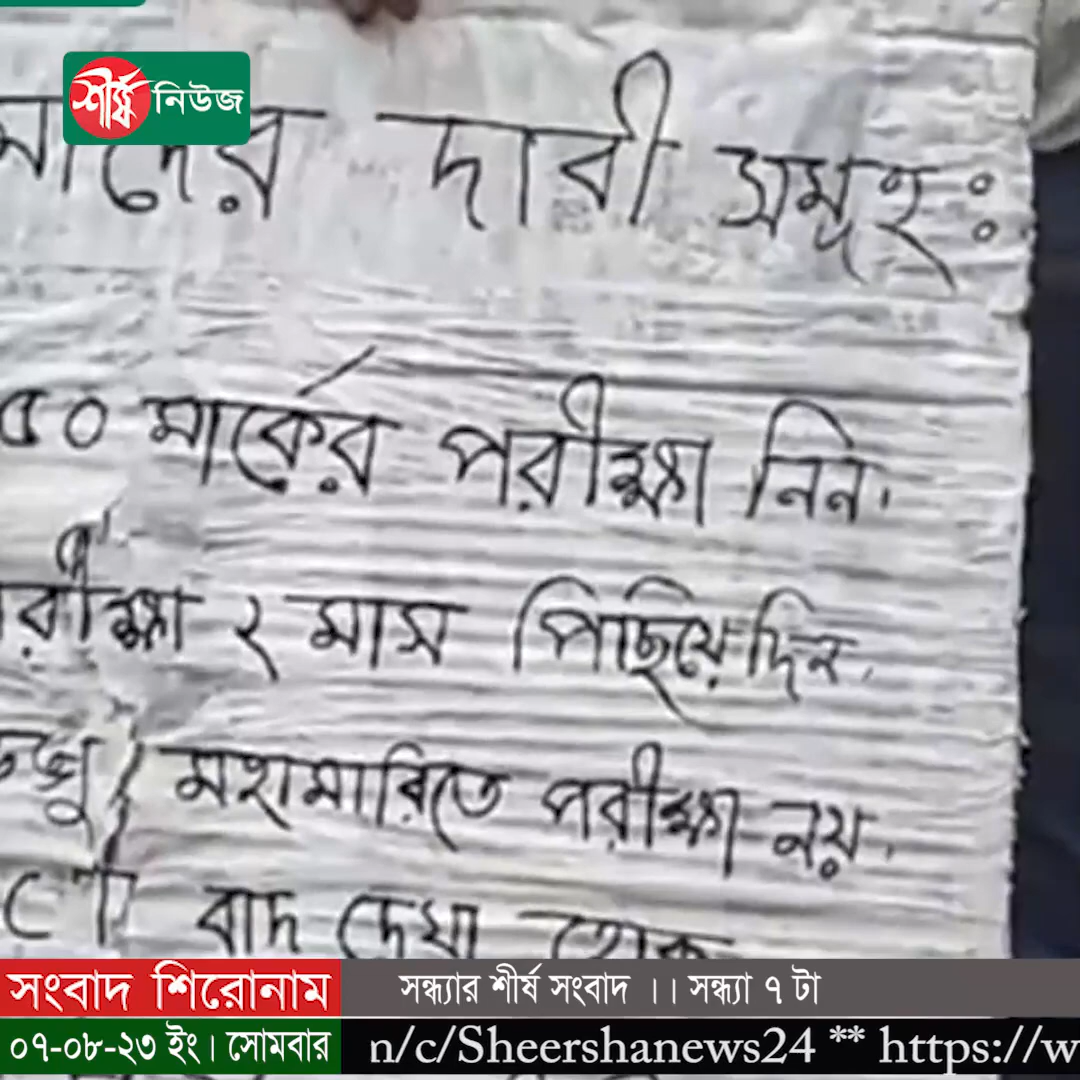 শীর্ষ নিউজ
মাদের দাবী সমূহ :
৫০ মার্কের পরীক্ষা নিন।
রীক্ষা ২ মাস পিছিয়ে দিন।
মহামারিতে পরীক্ষা নয়।
বাদ দেয়া হোক
সংবাদ শিরোনাম
সন্ধ্যার শীর্ষ সংবাদ ।। সন্ধ্যা ৭ টা
০৭-০৮-২৩ ইং। সোমবার
n/c/Sheershanews24 ** https://w